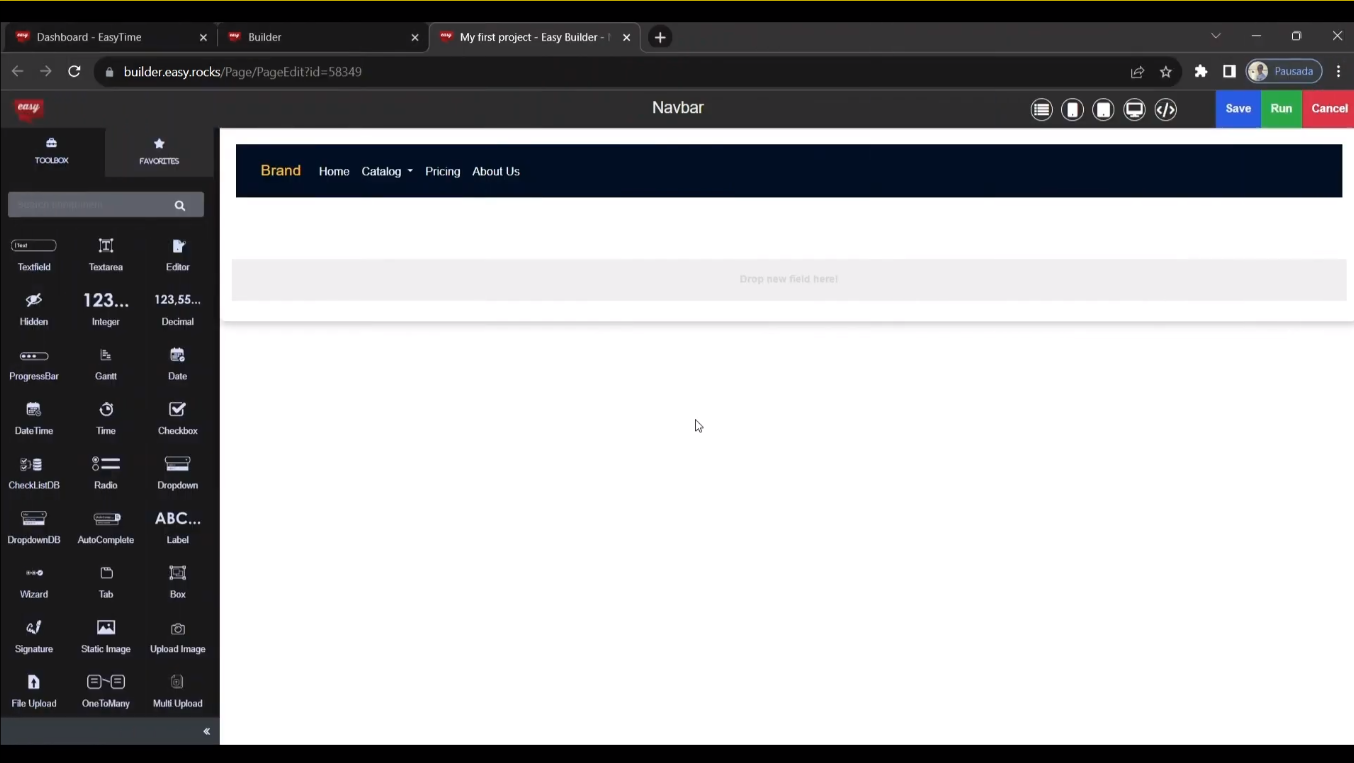 Dashboard - EasyTime
Builder
My first project - Easy Builder -
builder.easy.rocks/Page/PageEdit?id=58349
Pausada
easy
Navbar
Save
Run
Cancel
TOOLBOX
FAVORITES
Brand
Home
Catalog
Pricing
About Us
Drop new field here!
Textfield
Textarea
Editor
123...
123,55...
Hidden
Integer
Decimal
ProgressBar
Gantt
Date
DateTime
Time
Checkbox
CheckListDB
Radio
Dropdown
ABC...
DropdownDB
AutoComplete
Label
Wizard
Tab
Box
Signature
Static Image
Upload Image
File Upload
OneToMany
Multi Upload